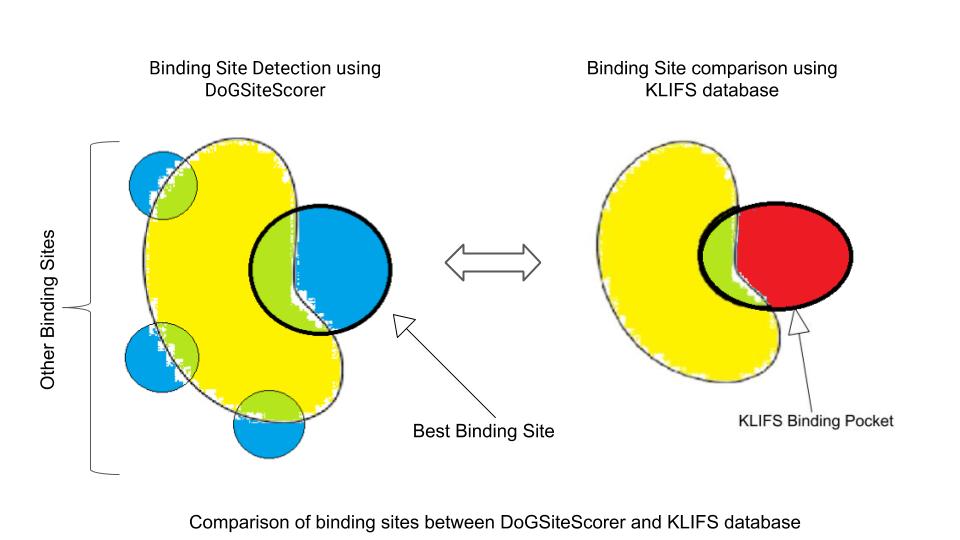 Binding Site Detection using
DoGSiteScorer
Binding Site comparison using
KLIFS database
Other Binding Sites
Best Binding Site
KLIFS Binding Pocket
Comparison of binding sites between DoGSiteScorer and KLIFS database